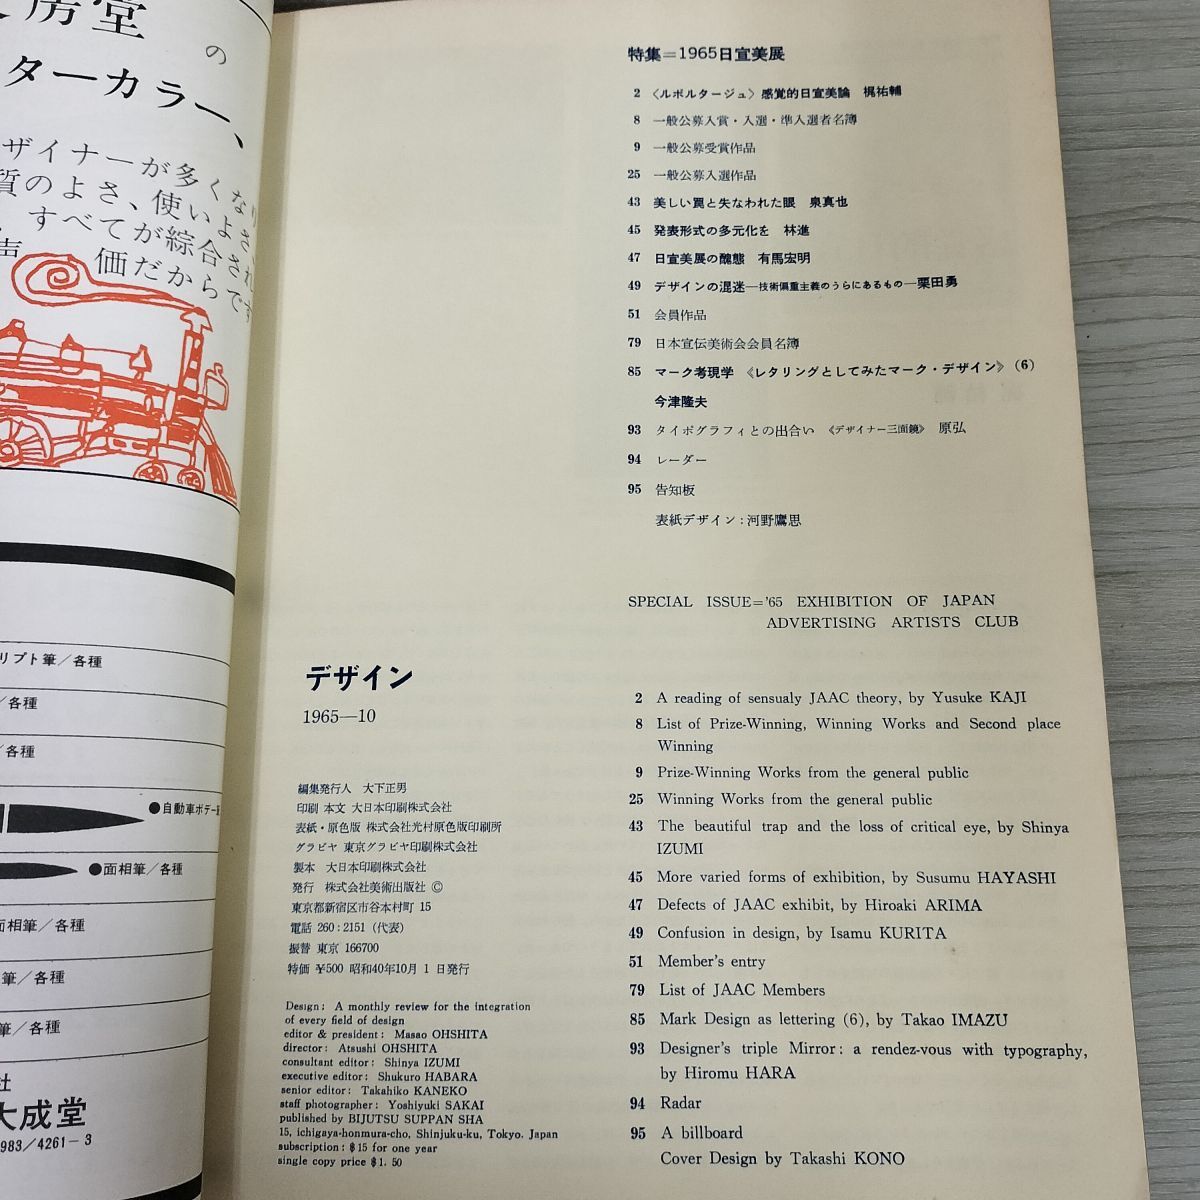 房堂
の
ターカラー、
ザイナーが多くなり
質のよさ、使いよさ、
すべてが綜合され
声 価だからです
リプト筆／各種
／各種
／各種
●自動車ボデー
●面相筆／各種
面相筆／各種
筆／各種
筆／各種
社
大成堂
983/4261-3
特集＝1965日宣美展
2 〈ルポルタージュ〉感覚的日宣美論 梶祐輔
8 一般公募入賞・入選・準入選者名簿
9 一般公募受賞作品
25 一般公募入選作品
43 美しい罠と失なわれた眼 泉真也
45 発表形式の多元化を 林進
47 日宣美展の醜態 有馬宏明
49 デザインの混迷—技術偏重主義のうらにあるもの—栗田勇
51 会員作品
79 日本宣伝美術会会員名簿
85 マーク考現学 《レタリングとしてみたマーク・デザイン》（6）
今津隆夫
93 タイポグラフィとの出合い 《デザイナー三面鏡》 原弘
94 レーダー
95 告知板
表紙デザイン：河野鷹思
SPECIAL ISSUE='65 EXHIBITION OF JAPAN
ADVERTISING ARTISTS CLUB
デザイン
1965—10
編集発行人 大下正男
印刷 本文 大日本印刷株式会社
表紙・原色版 株式会社光村原色版印刷所
グラビヤ 東京グラビヤ印刷株式会社
製本 大日本印刷株式会社
発行 株式会社美術出版社 ©
東京都新宿区市谷本村町 15
電話 260:2151（代表）
振替 東京 166700
特価 ￥500 昭和40年10月 1 日発行
Design: A monthly review for the integration
of every field of design
editor & president: Masao OHSHITA
director: Atsushi OHSHITA
consultant editor: Shinya IZUMI
executive editor: Shukuro HABARA
senior editor: Takahiko KANEKO
staff photographer: Yoshiyuki SAKAI
published by BIJUTSU SUPPAN SHA
15, ichigaya-honmura-cho, Shinjuku-ku, Tokyo. Japan
subscription: $15 for one year
single copy price $1.50
2 A reading of sensualy JAAC theory, by Yusuke KAJI
8 List of Prize-Winning, Winning Works and Second place
Winning
9 Prize-Winning Works from the general public
25 Winning Works from the general public
43 The beautiful trap and the loss of critical eye, by Shinya
IZUMI
45 More varied forms of exhibition, by Susumu HAYASHI
47 Defects of JAAC exhibit, by Hiroaki ARIMA
49 Confusion in design, by Isamu KURITA
51 Member's entry
79 List of JAAC Members
85 Mark Design as lettering (6), by Takao IMAZU
93 Designer's triple Mirror: a rendez-vous with typography,
by Hiromu HARA
94 Radar
95 A billboard
Cover Design by Takashi KONO